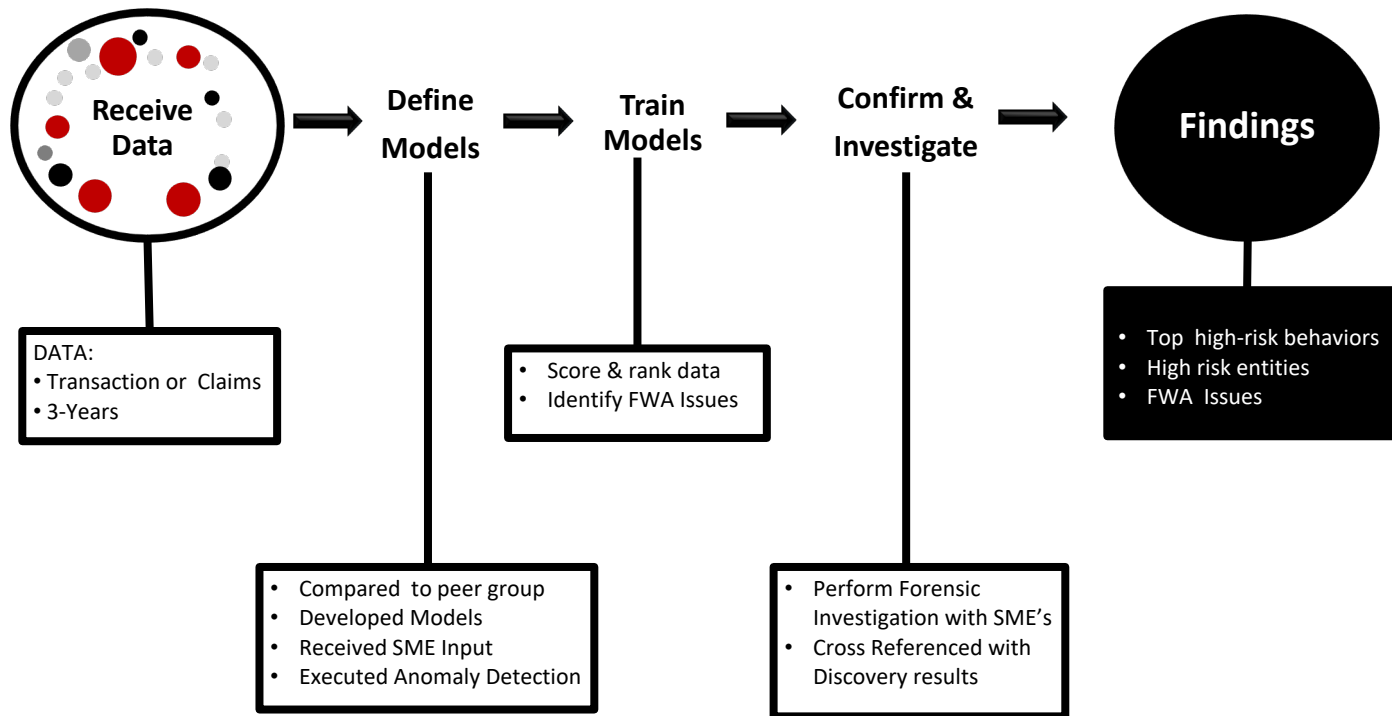 Receive
Data
Define
Models
Train
Models
Confirm &
Investigate
Findings
DATA:
• Transaction or Claims
• 3-Years
• Score & rank data
• Identify FWA Issues
• Top high-risk behaviors
• High risk entities
• FWA Issues
• Compared to peer group
• Developed Models
• Received SME Input
• Executed Anomaly Detection
• Perform Forensic
Investigation with SME's
• Cross Referenced with
Discovery results